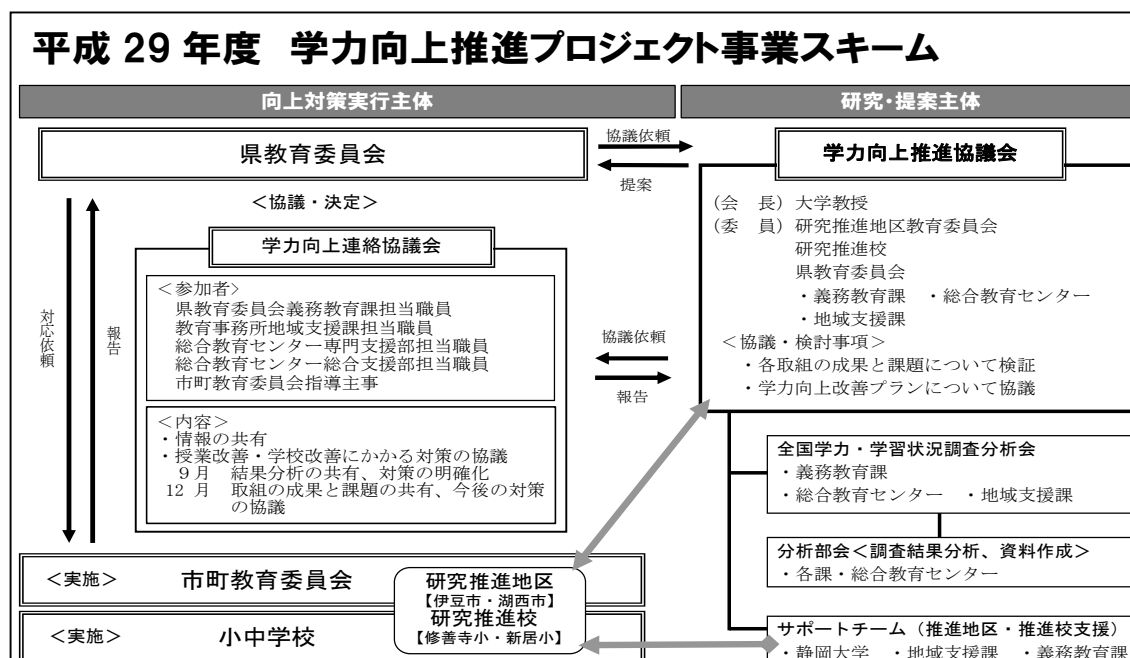 平成 29 年度 学力向上推進プロジェクト事業スキーム
向上対策実行主体
県教育委員会
＜協議・決定＞
学力向上連絡協議会
＜参加者＞
県教育委員会義務教育課担当職員
教育事務所地域支援課担当職員
総合教育センター専門支援部担当職員
総合教育センター総合支援部担当職員
市町教育委員会指導主事
＜内容＞
・情報の共有
・授業改善・学校改善にかかる対策の協議
9月 結果分析の共有、対策の明確化
12月 取組の成果と課題の共有、今後の対策
の協議
対応依頼
報告
協議依頼
提案
協議依頼
報告
研究・提案主体
学力向上推進協議会
（会 長）大学教授
（委 員）研究推進地区教育委員会
研究推進校
県教育委員会
・義務教育課 ・総合教育センター
・地域支援課
＜協議・検討事項＞
・各取組の成果と課題について検証
・学力向上改善プランについて協議
全国学力・学習状況調査分析会
・義務教育課
・総合教育センター ・地域支援課
分析部会＜調査結果分析、資料作成＞
・各課・総合教育センター
＜実施＞ 市町教育委員会
＜実施＞ 小中学校
研究推進地区
【伊豆市・湖西市】
研究推進校
【修善寺小・新居小】
サポートチーム（推進地区・推進校支援）
・静岡大学 ・地域支援課 ・義務教育課